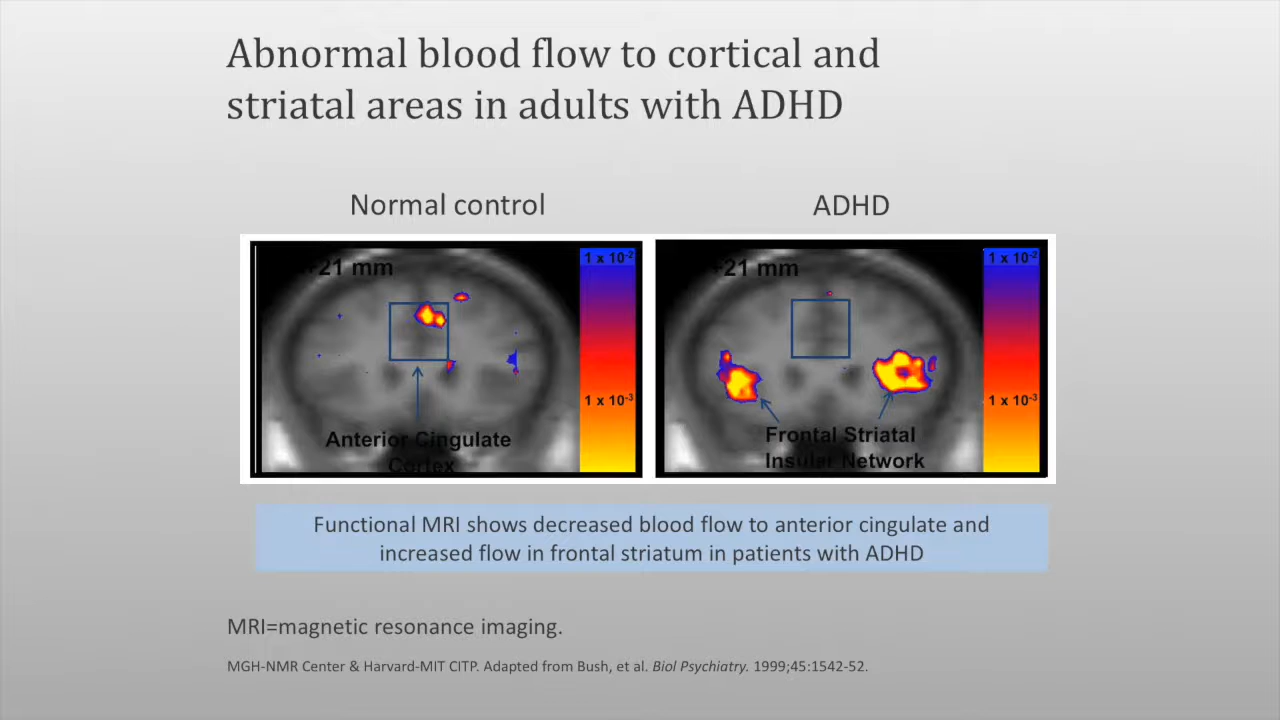 Abnormal blood flow to cortical and
striatal areas in adults with ADHD
Normal control
ADHD
+21 mm
1 x 10-2
1 x 10-3
Anterior Cingulate
Cortex
+21 mm
1 x 10-2
1 x 10-3
Frontal Striatal
Insular Network
Functional MRI shows decreased blood flow to anterior cingulate and
increased flow in frontal striatum in patients with ADHD
MRI=magnetic resonance imaging.
MGH-NMR Center & Harvard-MIT CITP. Adapted from Bush, et al. Biol Psychiatry. 1999;45:1542-52.